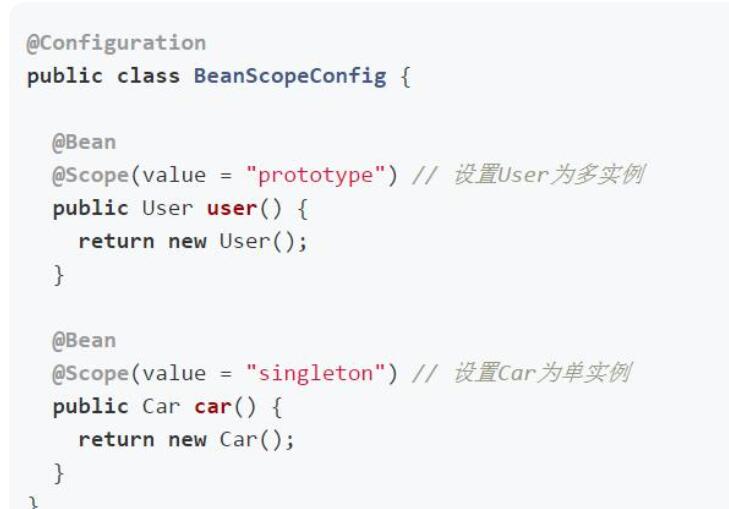 @Configuration
public class BeanScopeConfig {
@Bean
@Scope(value = "prototype") // 设置User为多实例
public User user() {
return new User();
}
@Bean
@Scope(value = "singleton") // 设置Car为单实例
public Car car() {
return new Car();
}
}